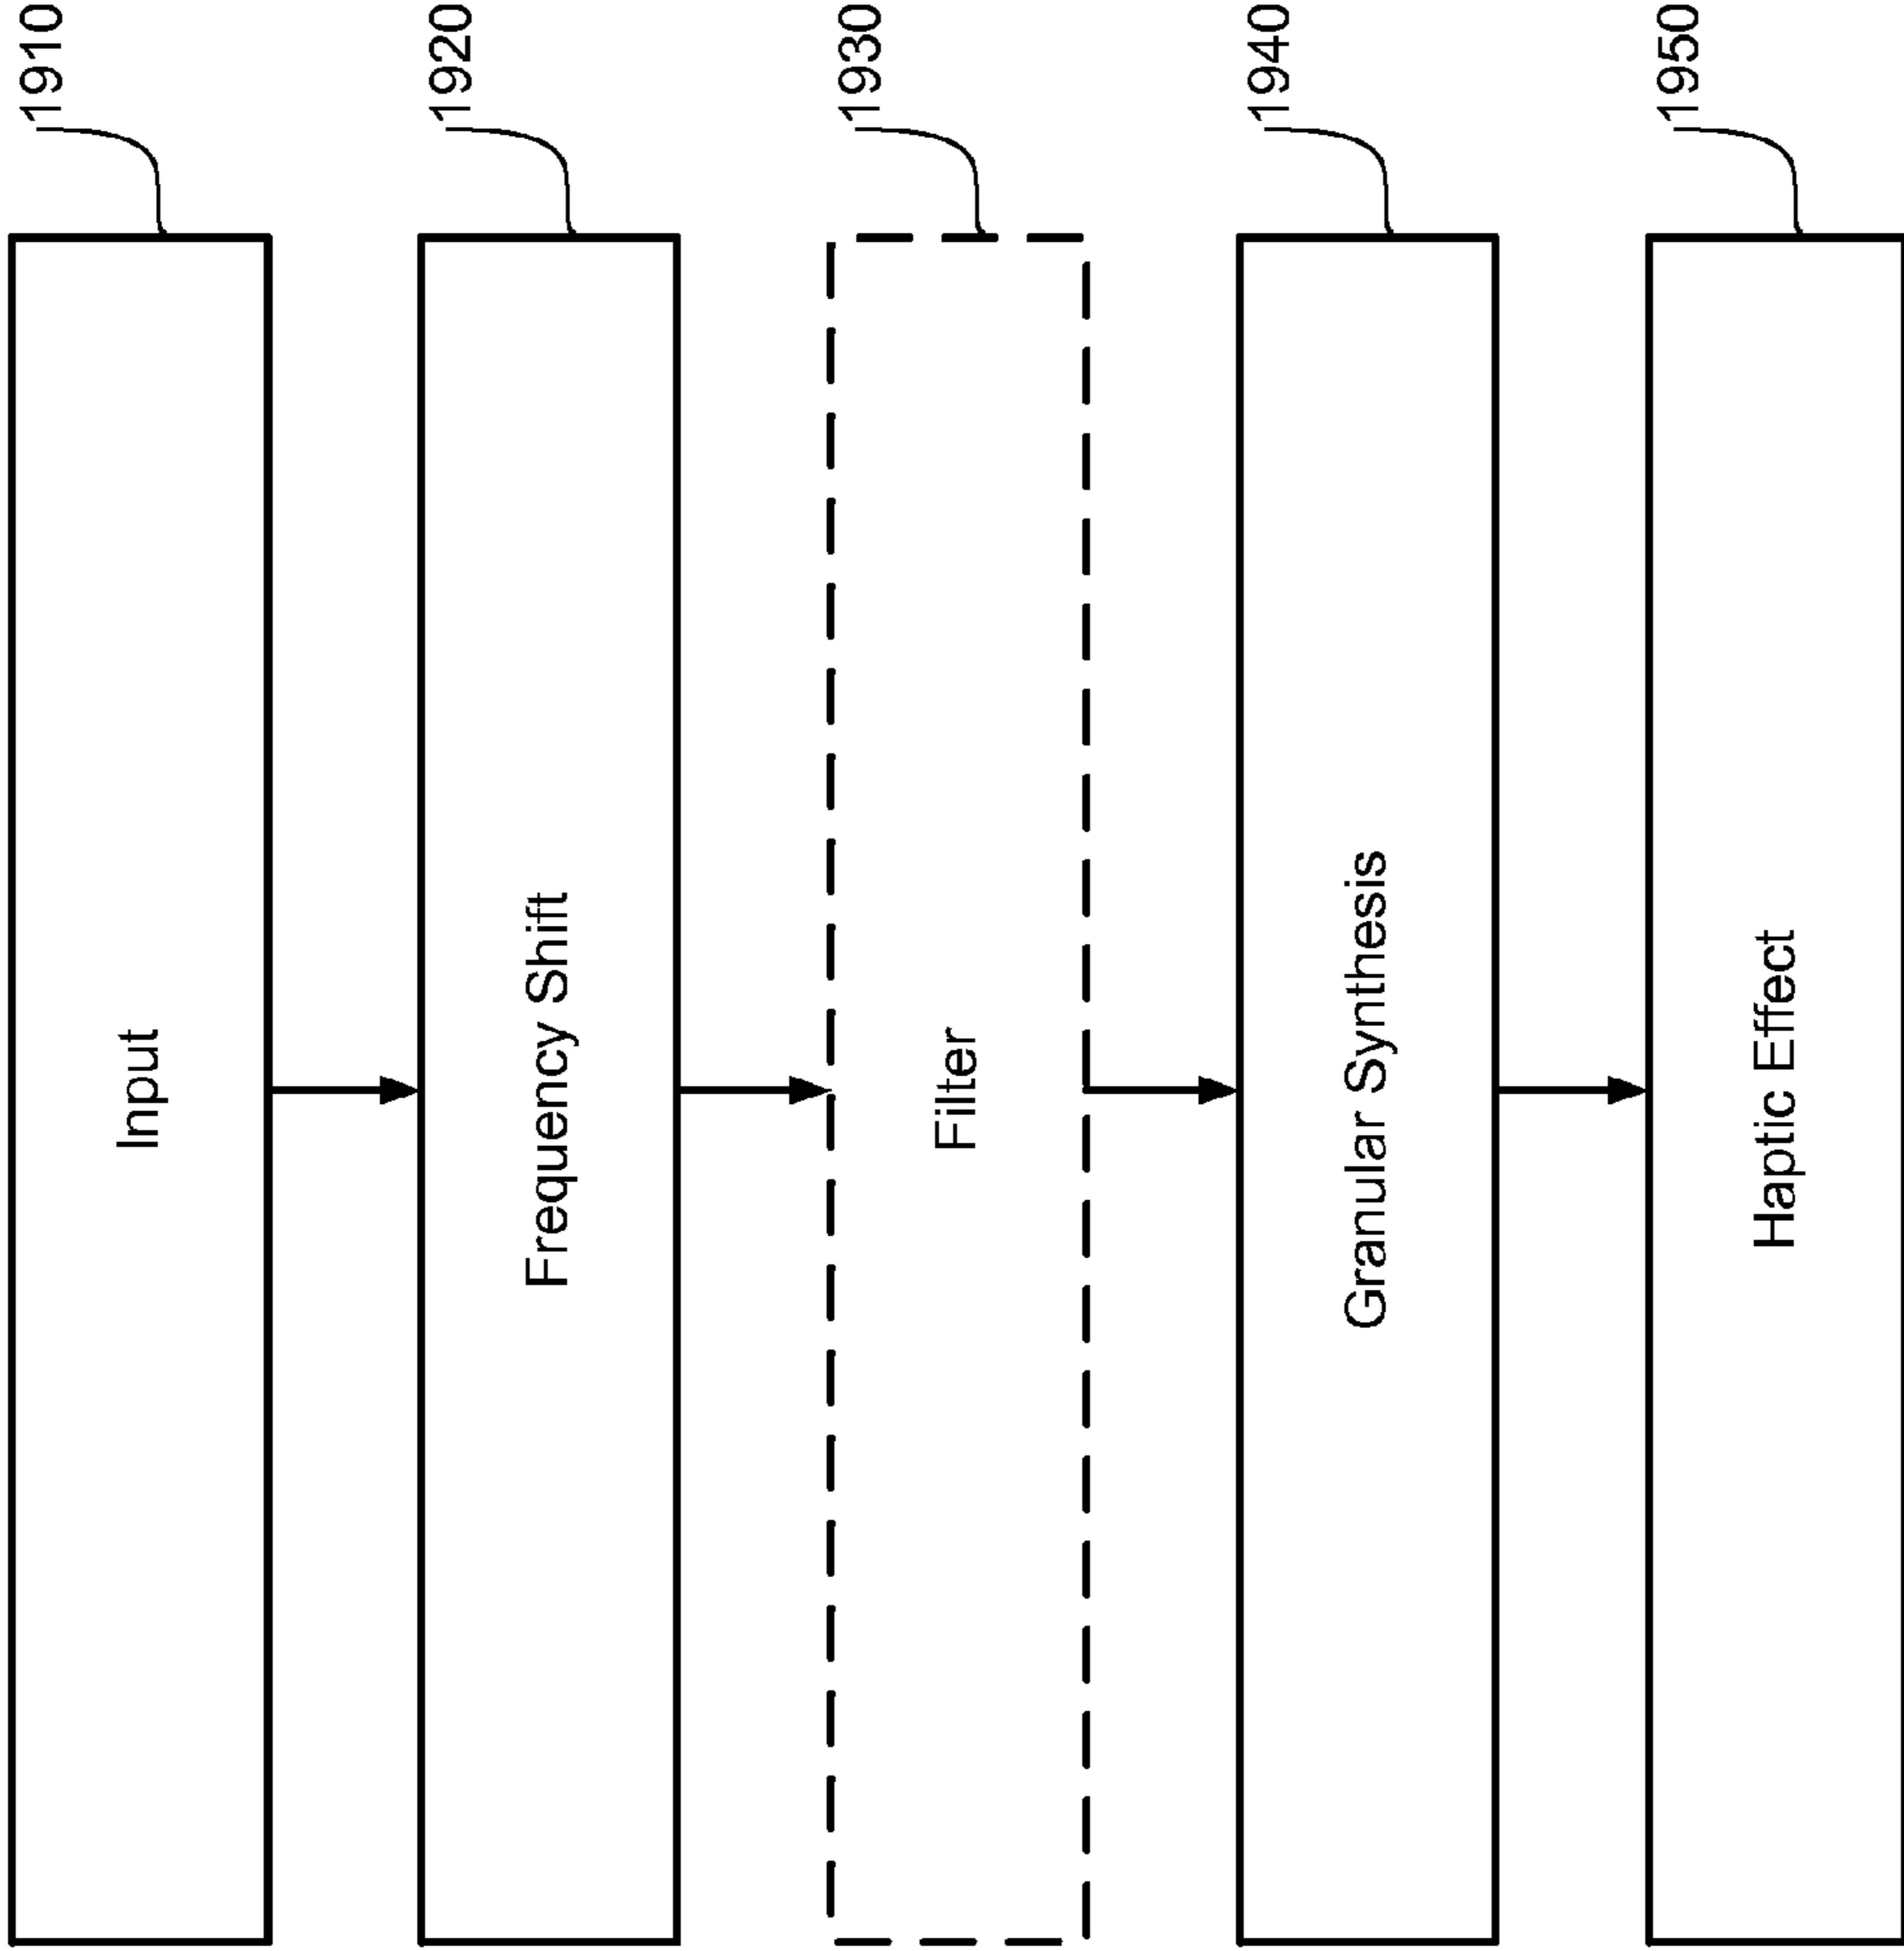 Input
1910
Frequency Shift
1920
Filter
1930
Granular Synthesis
1940
Haptic Effect
1950